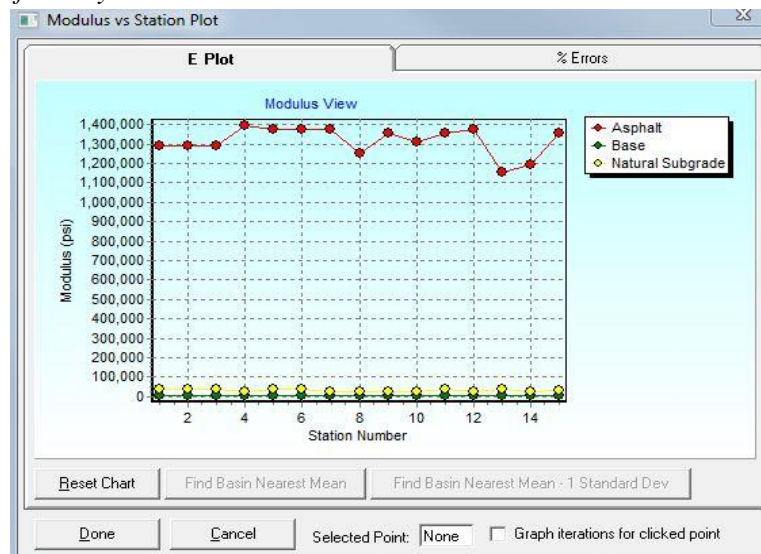 Modulus vs Station Plot
E Plot
% Errors
Modulus View
1,400,000
1,300,000
1,200,000
1,100,000
1,000,000
900,000
800,000
700,000
600,000
500,000
400,000
300,000
200,000
100,000
0
Modulus (psi)
2 4 6 8 10 12 14
Station Number
Asphalt
Base
Natural Subgrade
Reset Chart
Find Basin Nearest Mean
Find Basin Nearest Mean - 1 Standard Dev
Done
Cancel
Selected Point: None
Graph iterations for clicked point